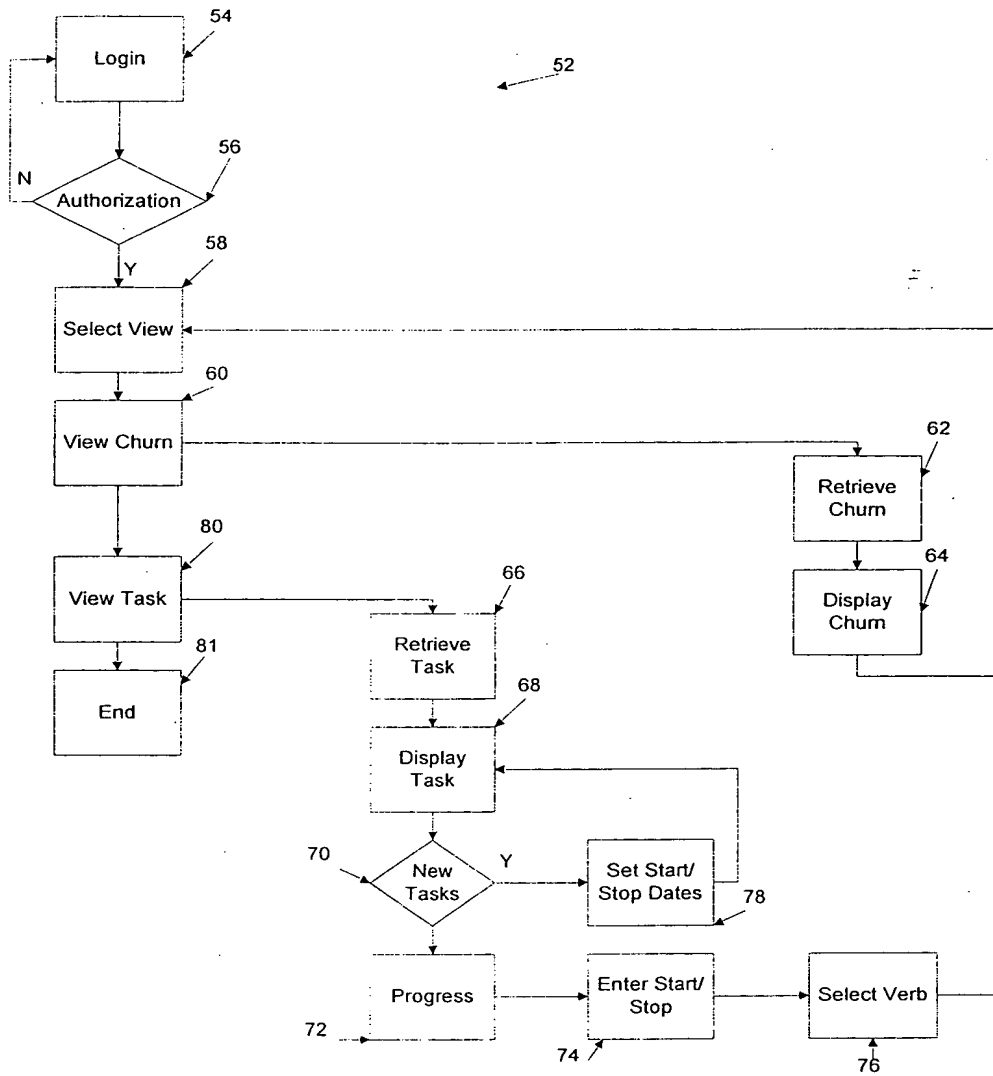 54
Login
52
56
N
Authorization
58
Y
Select View
60
View Churn
62
Retrieve
Churn
80
64
View Task
66
Display
Churn
Retrieve
Task
81
68
End
Display
Task
70
New
Tasks
Y
Set Start/
Stop Dates
78
Progress
Enter Start/
Stop
Select Verb
72
74
76